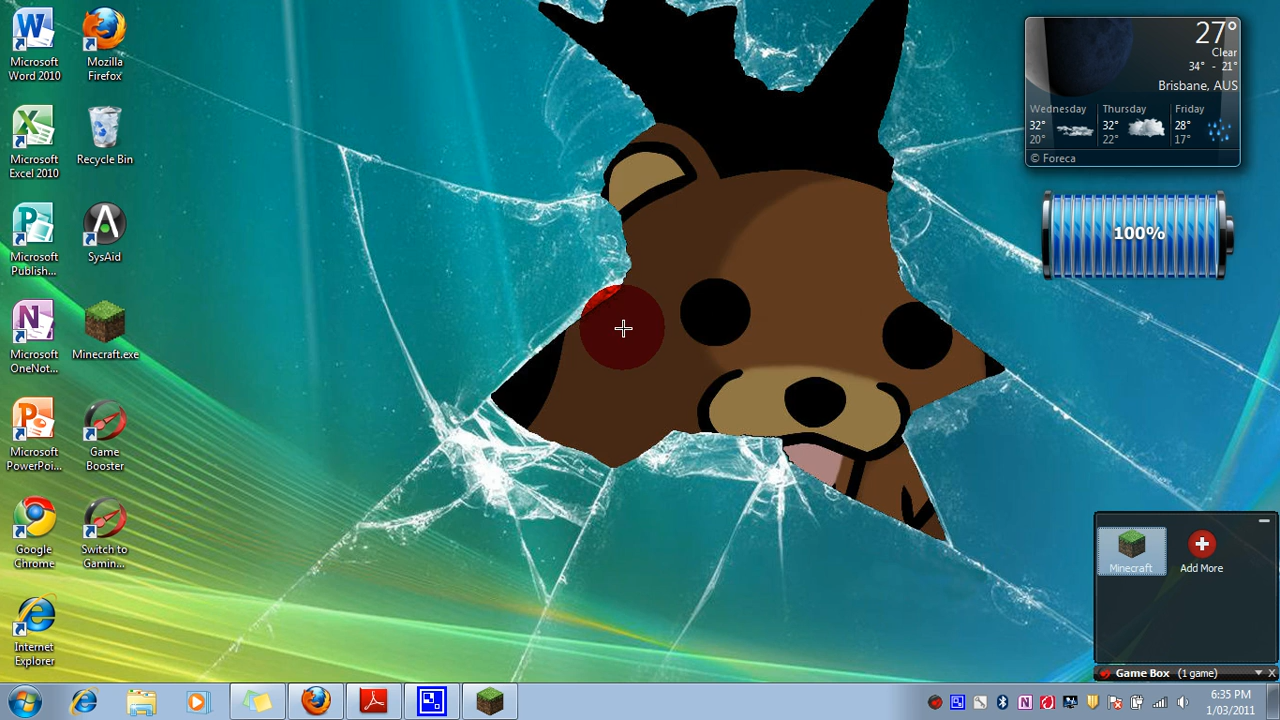 Microsoft
Word 2010
Mozilla
Firefox
Microsoft
Excel 2010
Recycle Bin
Microsoft
Publish...
SysAid
Microsoft
OneNot...
Minecraft.exe
Microsoft
PowerPoi...
Game
Booster
Google
Chrome
Switch to
Gamin...
Internet
Explorer
27°
Clear
34° - 21°
Brisbane, AUS
Wednesday
32°
20°
Thursday
32°
22°
Friday
28°
17°
© Foreca
100%
Minecraft
Add More
Game Box (1 game)
6:35 PM
1/03/2011